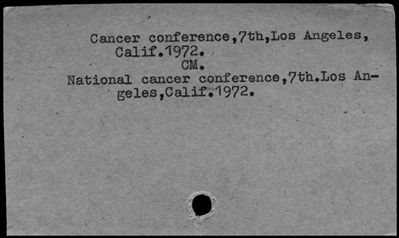 Cancer conference,7th,Los Angeles,
Calif.1972.
CM.
National cancer conference,7th.Los An-
geles,Calif.1972.